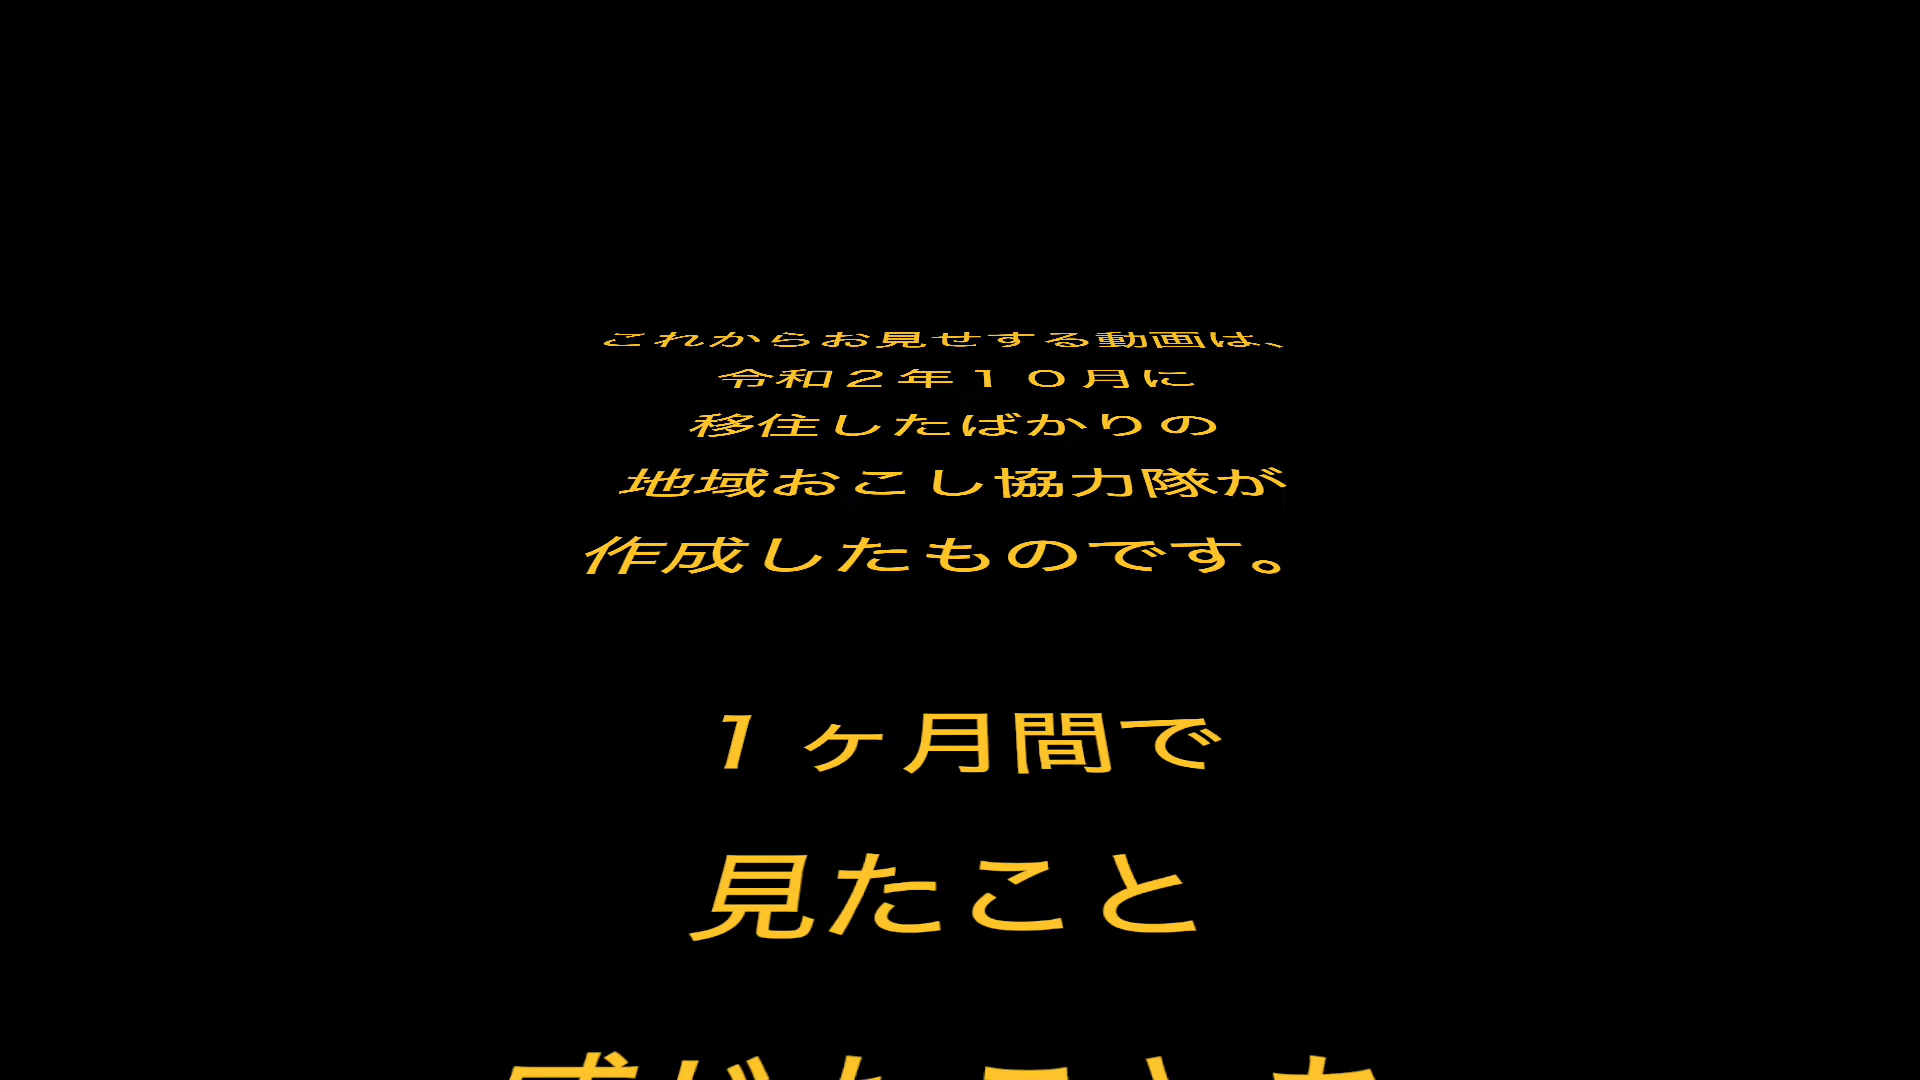 これからお見せする動画は、
令和２年１０月に
移住したばかりの
地域おこし協力隊が
作成したものです。
１ヶ月間で
見たこと